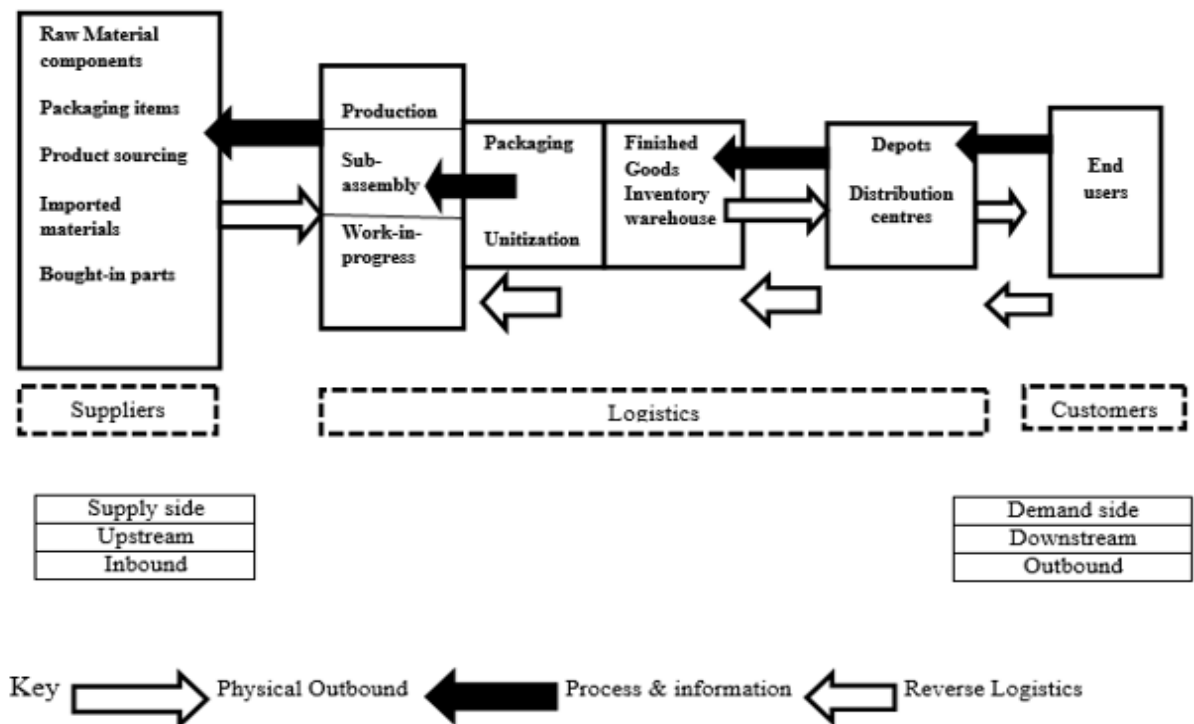 Raw Material
components
Packaging items
Product sourcing
Imported
materials
Bought-in parts
Production
Sub-
assembly
Work-in-
progress
Packaging
Unitization
Finished
Goods
Inventory
warehouse
Depots
Distribution
centres
End
users
Suppliers
Logistics
Customers
Supply side
Upstream
Inbound
Demand side
Downstream
Outbound
Key Physical Outbound Process & information Reverse Logistics